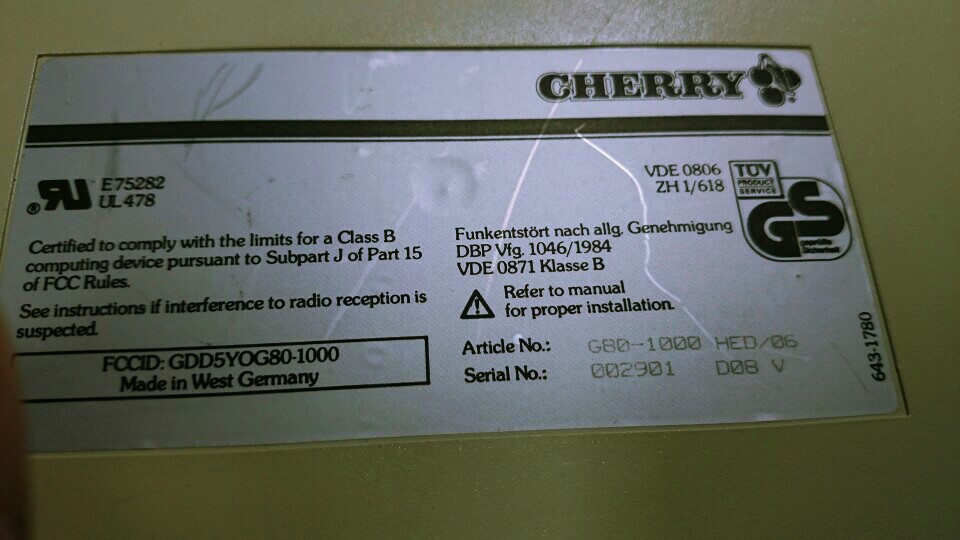 CHERRY
E75282
UL 478
Certified to comply with the limits for a Class B
computing device pursuant to Subpart J of Part 15
of FCC Rules.
See instructions if interference to radio reception is
suspected.
FCCID: GDD5YOG80-1000
Made in West Germany
VDE 0806
ZH 1/618
TÜV
PRODUCT
SERVICE
GS
geprüfte
Sicherheit
Funkentstört nach allg. Genehmigung
DBP Vfg. 1046/1984
VDE 0871 Klasse B
Refer to manual
for proper installation.
Article No.: G80-1000 HED/06
Serial No.: 002901 D08 V
643-1780